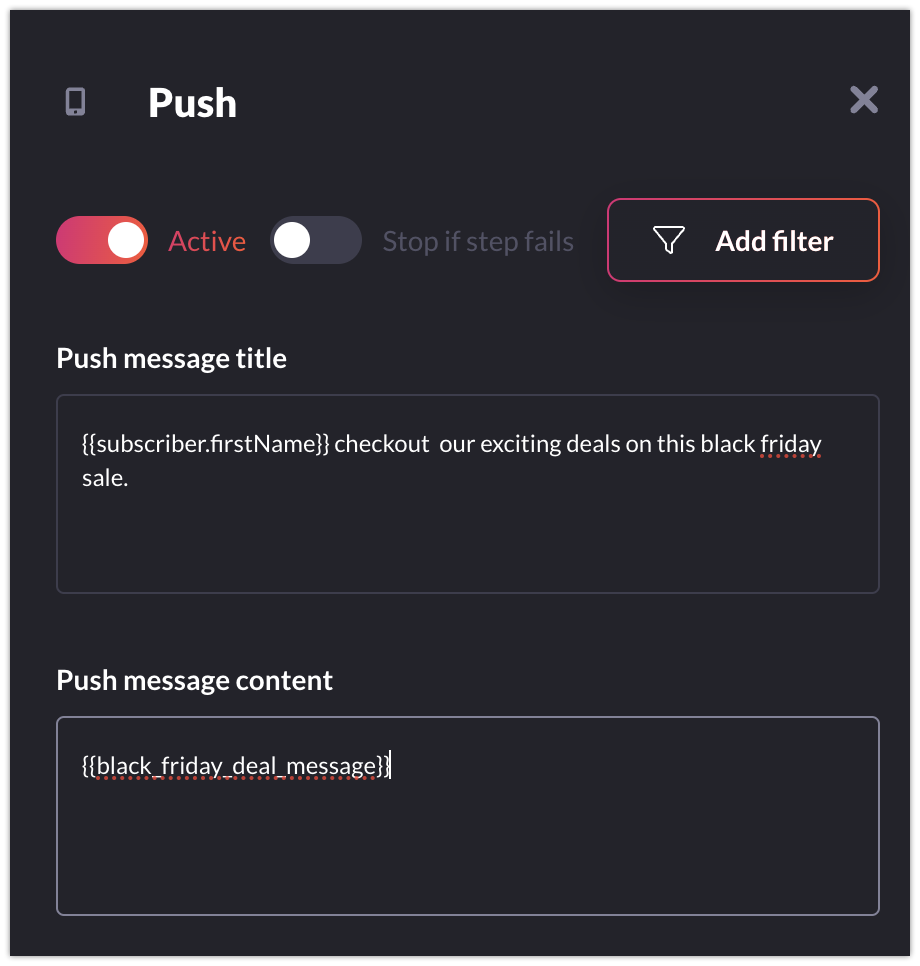 Push
Active
Stop if step fails
Add filter
Push message title
{{subscriber.firstName}} checkout  our exciting deals on this black friday
sale.
Push message content
{{black_friday_deal_message}}